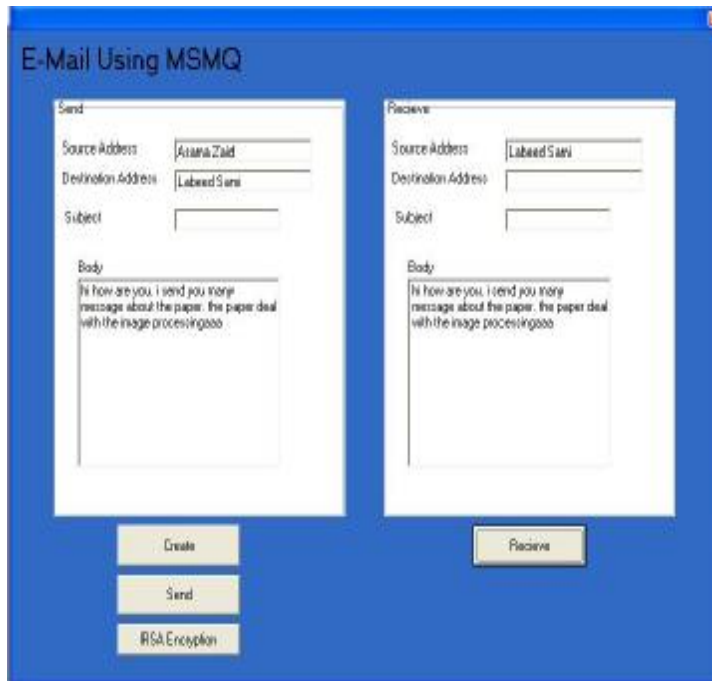 E-Mail Using MSMQ
Send
Source Address
Asama Zaid
Destination Address
Labeed Sami
Subject
Body
hi how are you, i send you many
message about the paper. the paper deal
with the image processingaaa
Create
Send
IRSA Encryption
Recieve
Source Address
Labeed Sami
Destination Address
Subject
Body
hi how are you, i send you many
message about the paper. the paper deal
with the image processingaaa
Recieve